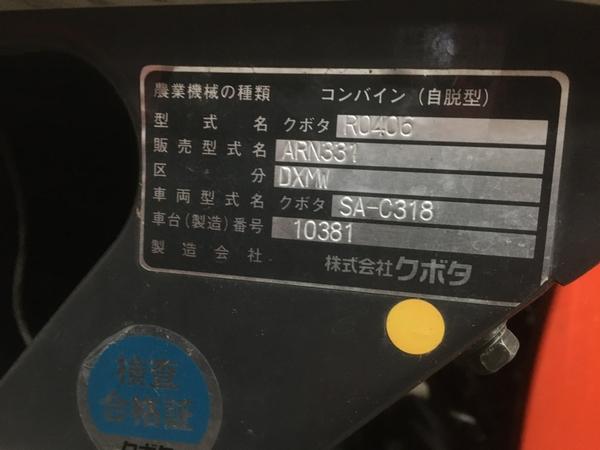 農業機械の種類 コンバイン（自脱型）
型式名 クボタ R0406
販売型式名 ARN331
区分 DXMW
車両型式名 クボタ SA-C318
車台（製造）番号 10381
製造会社 株式会社クボタ
検査
合格証
クボタ